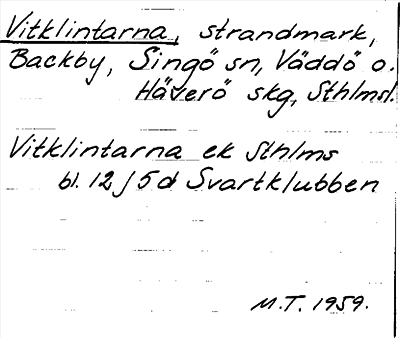 Vitklintarna, strandmark,
Backby, Singö sn, Väddö o.
Häverö skg, Sthlmsl.
Vitklintarna ek Sthlms
bl. 12 J 5 d Svartklubben
M.T. 1959.